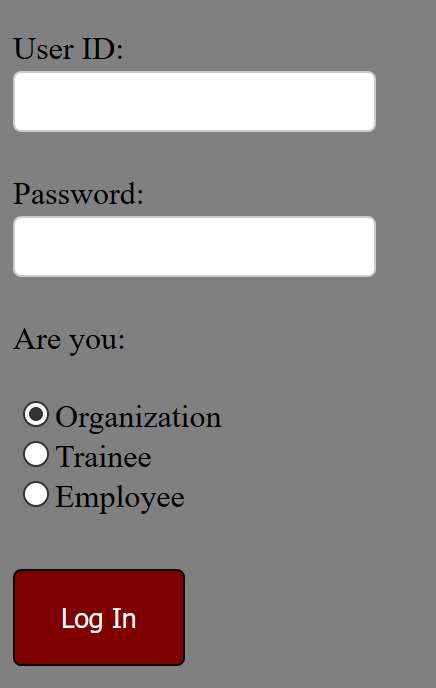 User ID:
Password:
Are you:
Organization
Trainee
Employee
Log In